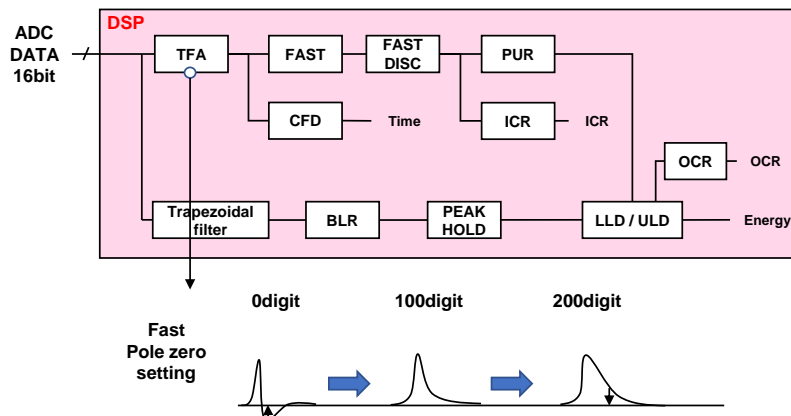 DSP
ADC
DATA
16bit
TFA
FAST
FAST
DISC
PUR
CFD
Time
ICR
ICR
OCR
OCR
Trapezoidal
filter
BLR
PEAK
HOLD
LLD / ULD
Energy
0digit
100digit
200digit
Fast
Pole zero
setting